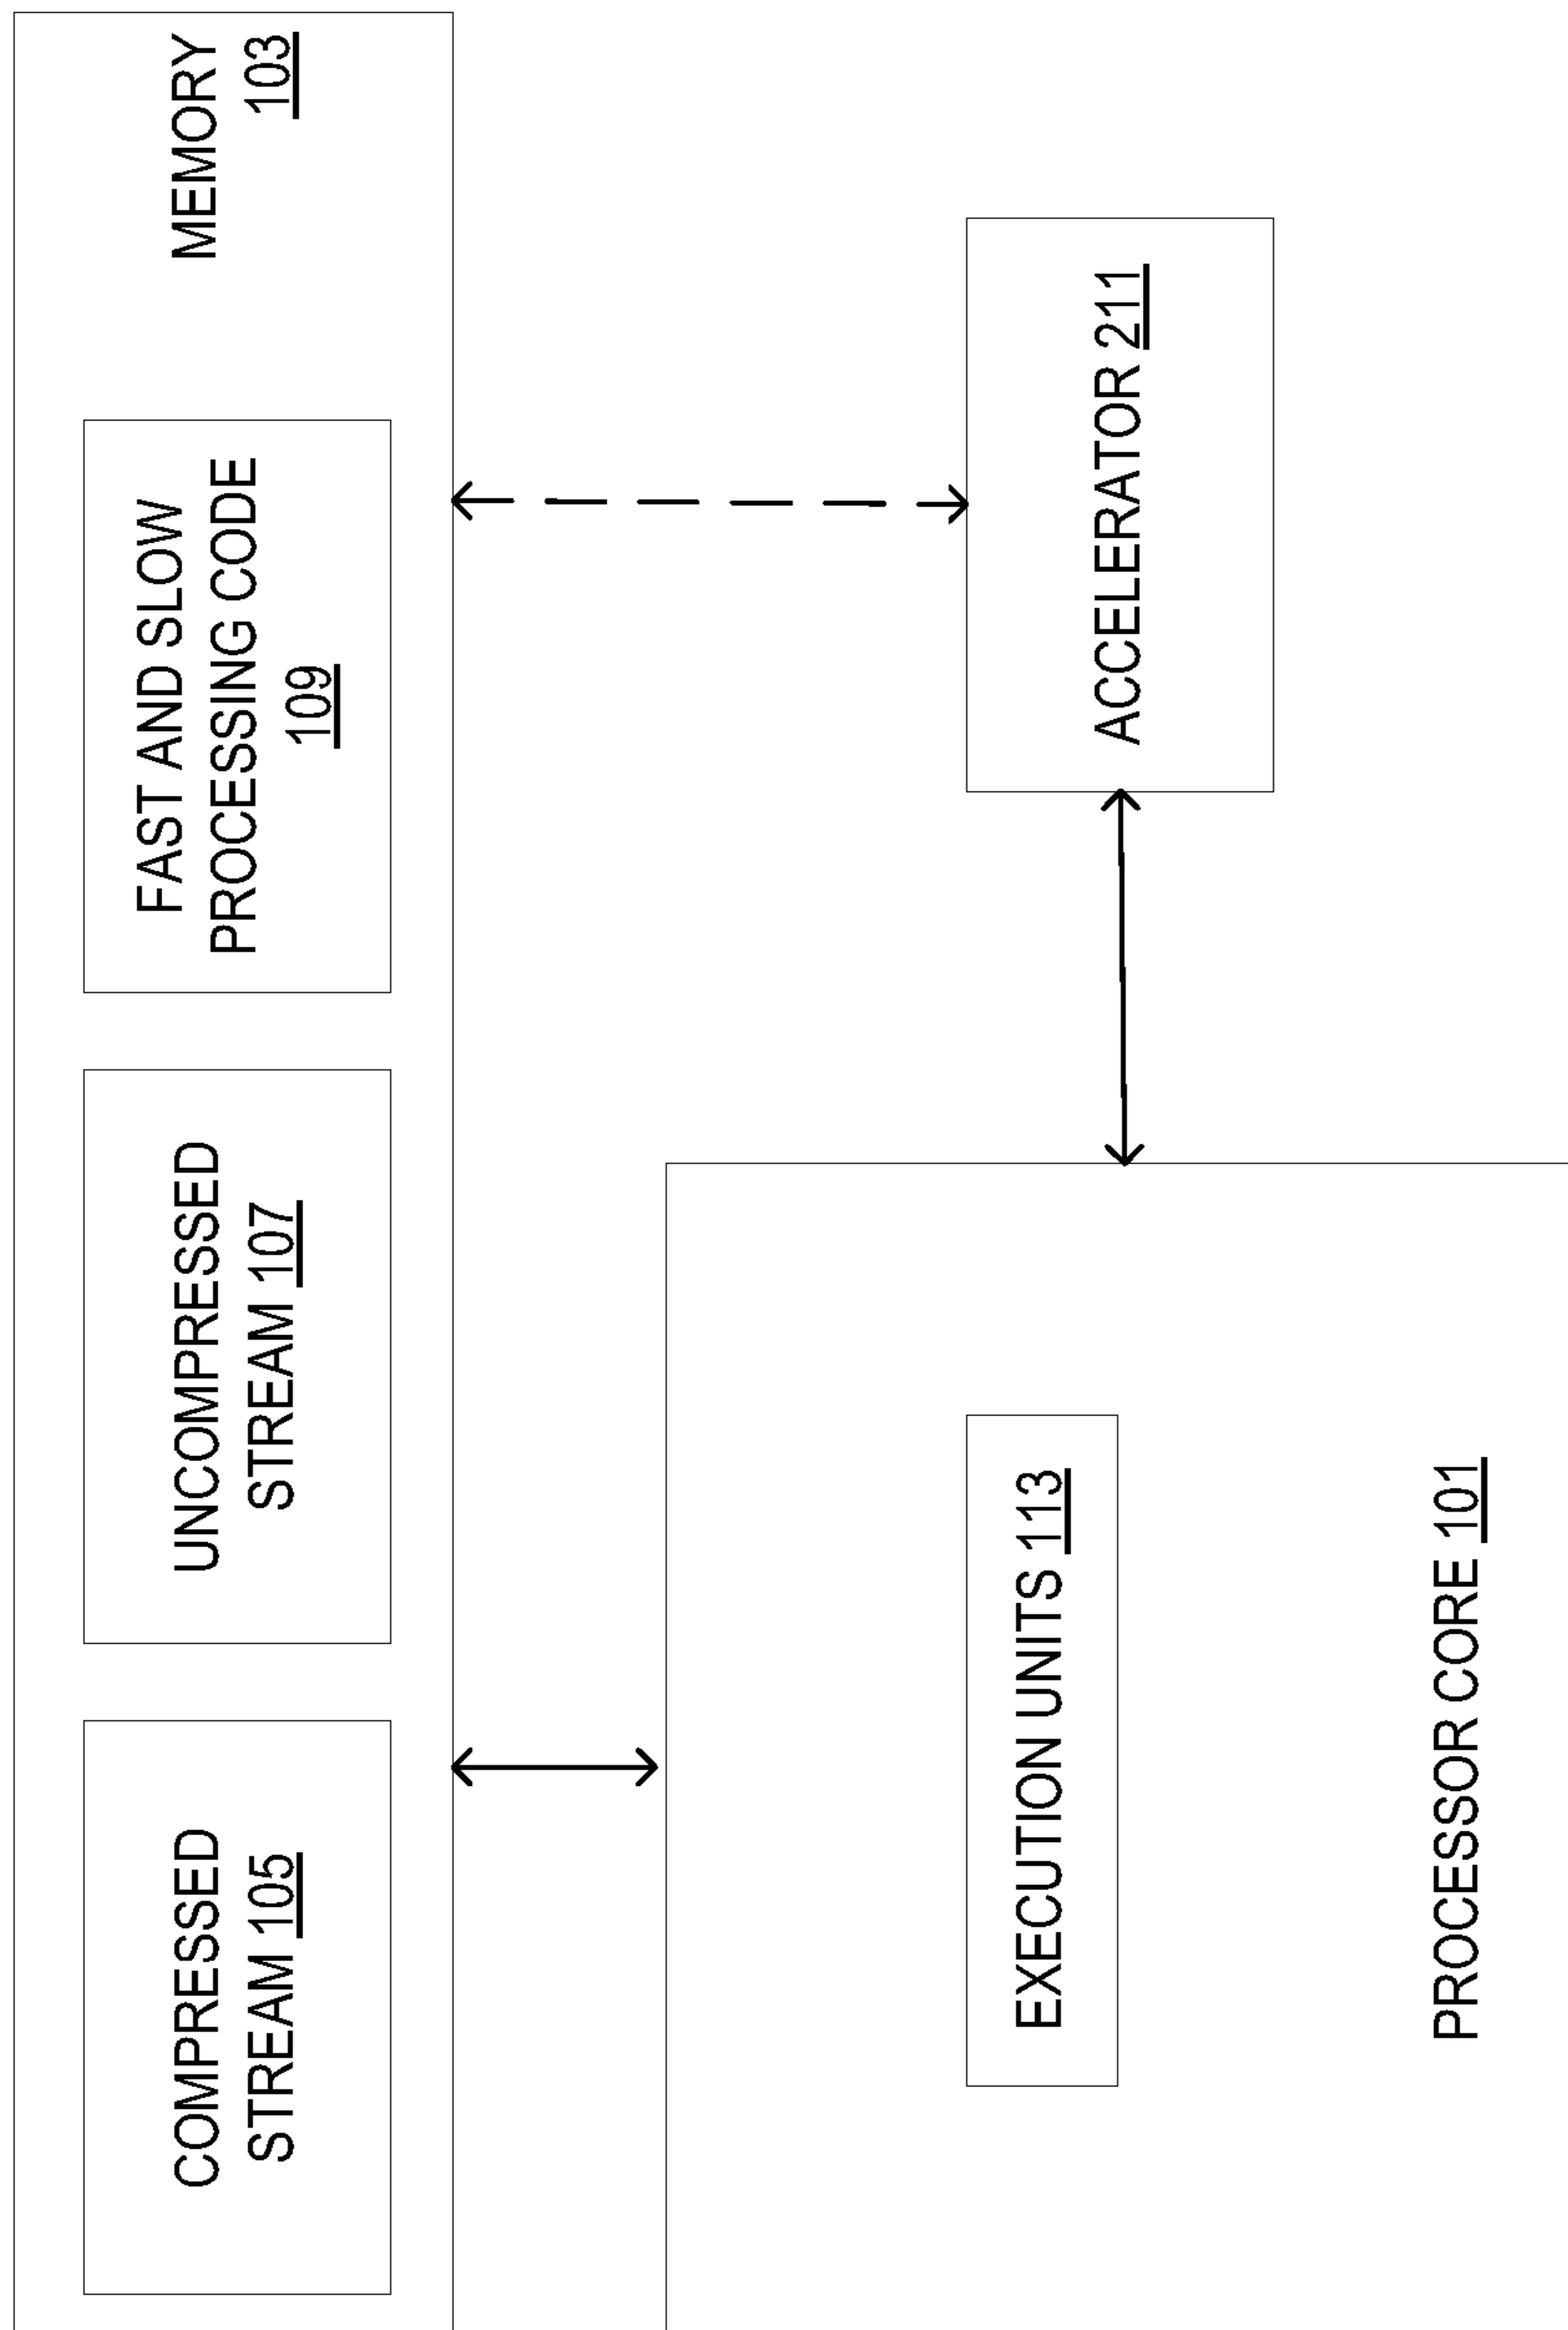 COMPRESSED
STREAM 105
UNCOMPRESSED
STREAM 107
FAST AND SLOW
PROCESSING CODE
109
MEMORY
103
EXECUTION UNITS 113
PROCESSOR CORE 101
ACCELERATOR 211